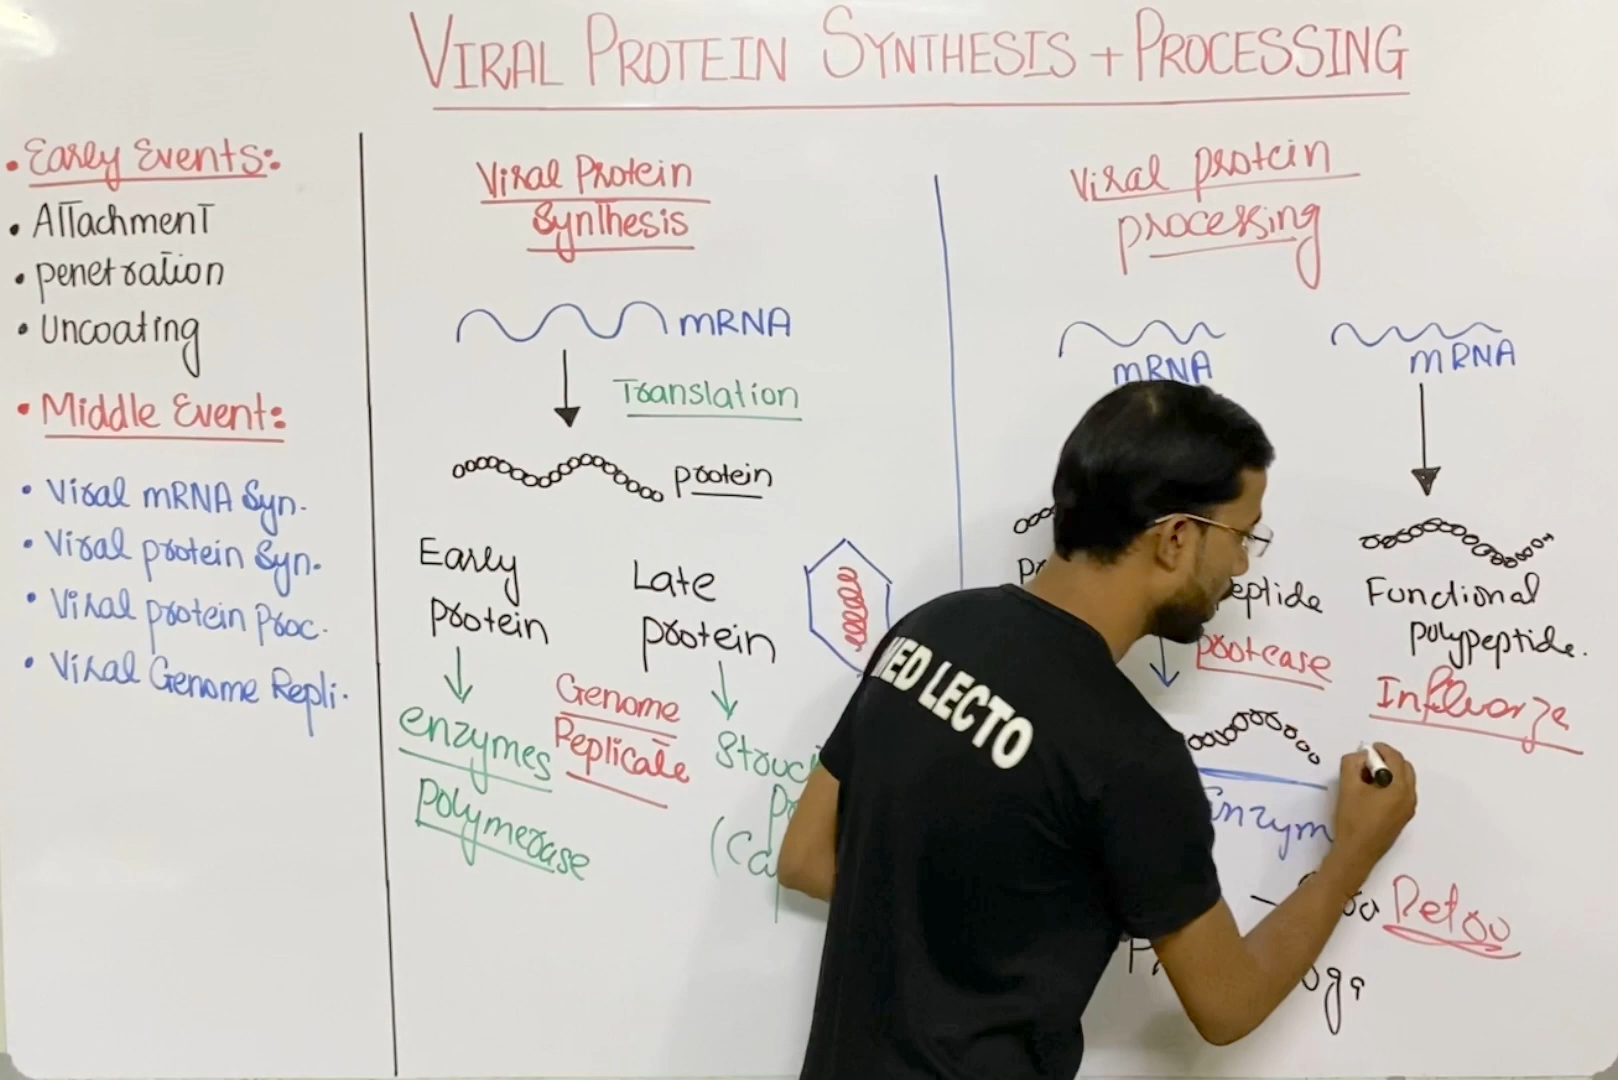 VIRAL PROTEIN SYNTHESIS + PROCESSING
• Early Events:
• Attachment
• penetration
• Uncoating
• Middle Event:
• Viral mRNA Syn.
• Viral protein Syn.
• Viral protein Proc.
• Viral Genome Repli.
Viral Protein
Synthesis
mRNA
Translation
protein
Early
protein
Late
protein
enzymes
Polymerase
Genome
Replicate
Viral protein
processing
mRNA
mRNA
protease
Functional
polypeptide.
Enzym
Retro
MED LECTO